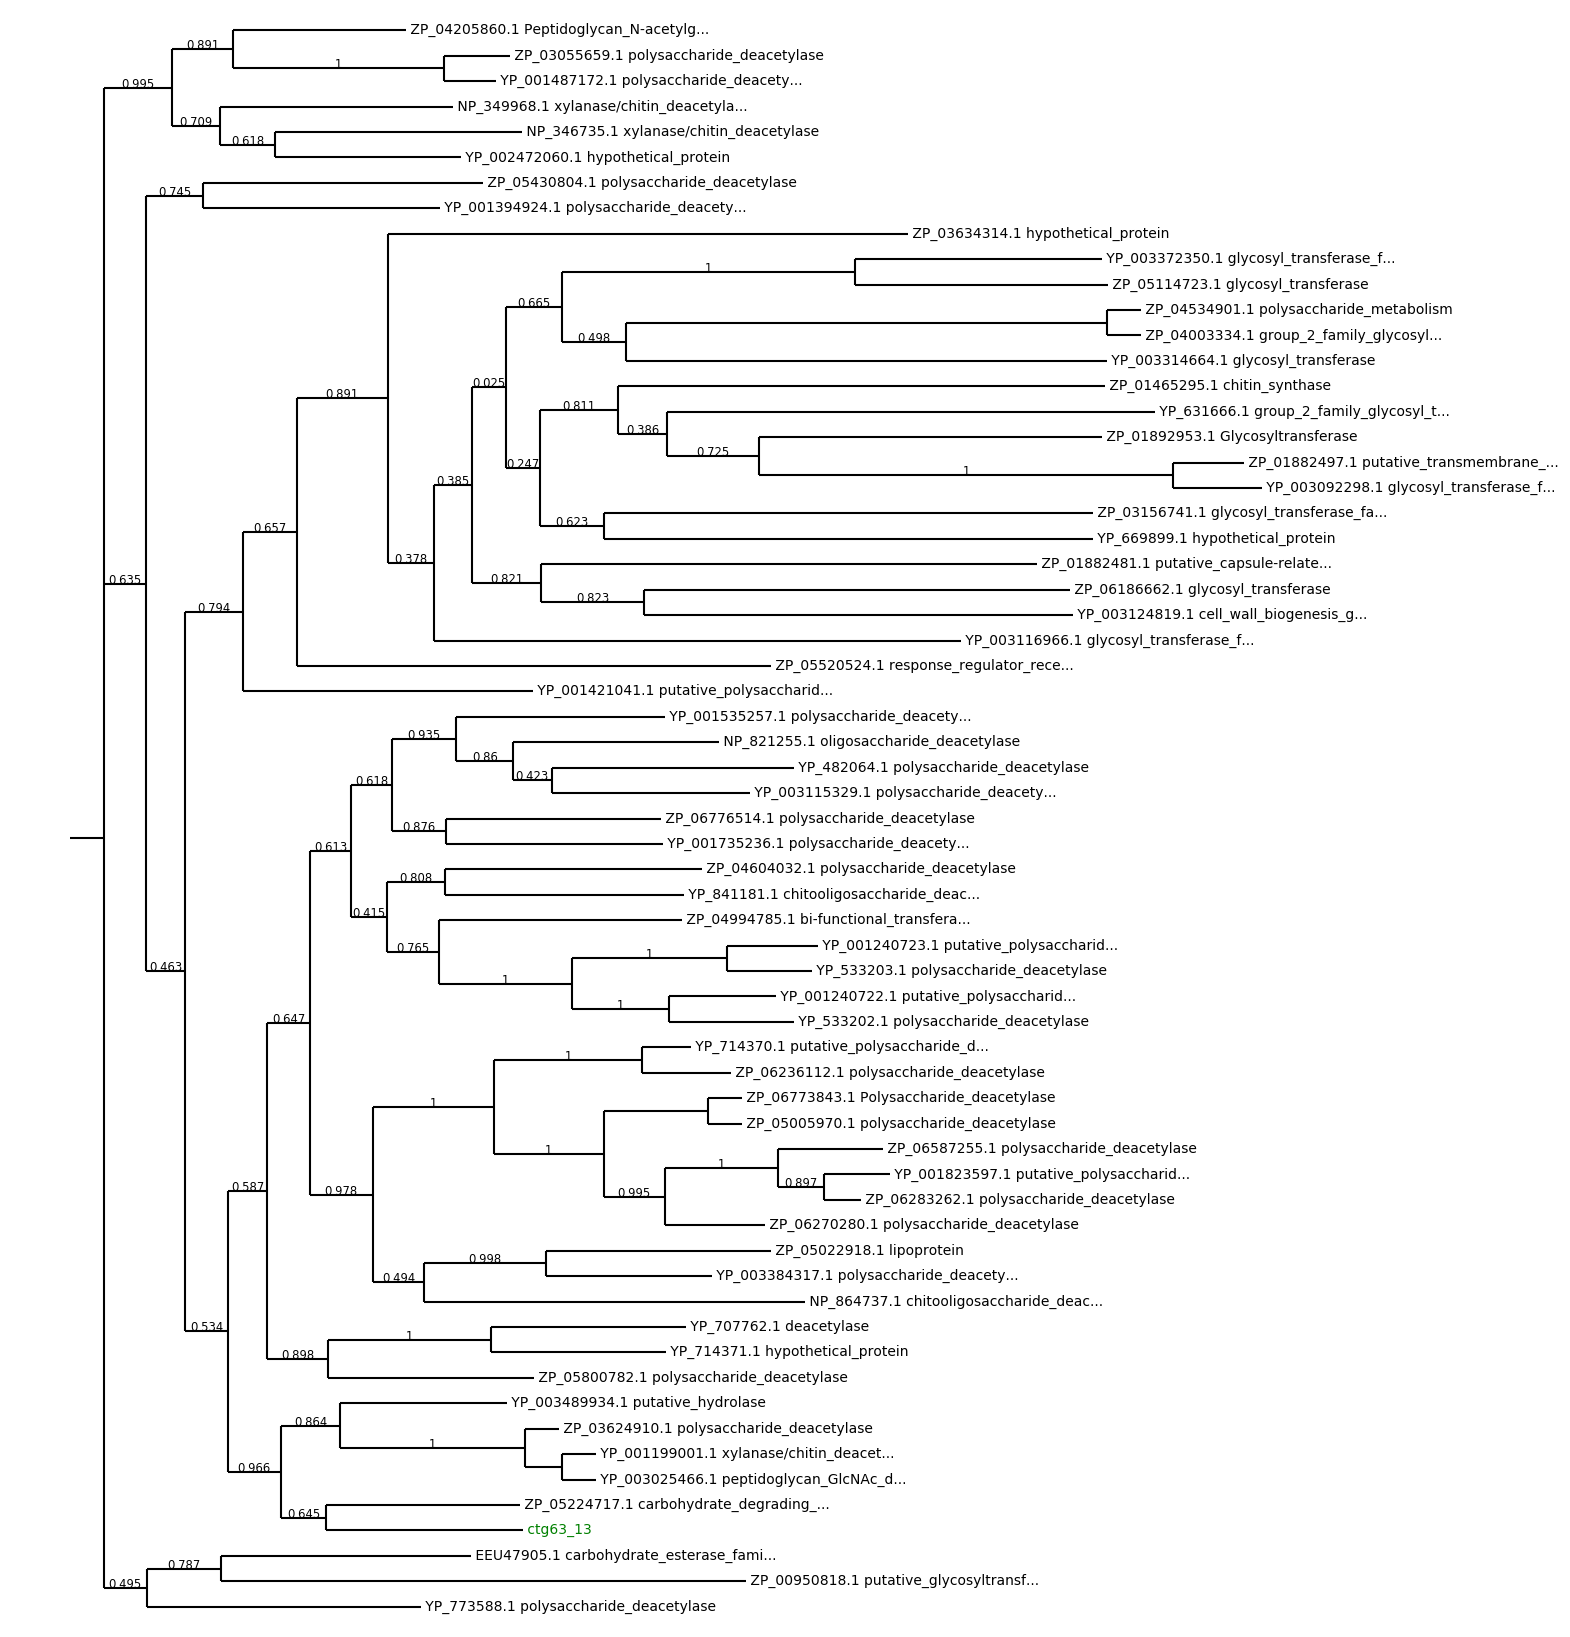 ZP_04205860.1 Peptidoglycan_N-acetylg...
0.891
ZP_03055659.1 polysaccharide_deacetylase
1
YP_001487172.1 polysaccharide_deacety...
0.995
NP_349968.1 xylanase/chitin_deacetyla...
0.709
NP_346735.1 xylanase/chitin_deacetylase
0.618
YP_002472060.1 hypothetical_protein
ZP_05430804.1 polysaccharide_deacetylase
0.745
YP_001394924.1 polysaccharide_deacety...
ZP_03634314.1 hypothetical_protein
YP_003372350.1 glycosyl_transferase_f...
1
ZP_05114723.1 glycosyl_transferase
0.665
ZP_04534901.1 polysaccharide_metabolism
ZP_04003334.1 group_2_family_glycosyl...
0.498
YP_003314664.1 glycosyl_transferase
0.025
ZP_01465295.1 chitin_synthase
0.891
0.811
YP_631666.1 group_2_family_glycosyl_t...
0.386
ZP_01892953.1 Glycosyltransferase
0.725
ZP_01882497.1 putative_transmembrane_...
0.247
1
YP_003092298.1 glycosyl_transferase_f...
0.385
ZP_03156741.1 glycosyl_transferase_fa...
0.623
YP_669899.1 hypothetical_protein
0.657
0.378
ZP_01882481.1 putative_capsule-relate...
0.821
0.635
ZP_06186662.1 glycosyl_transferase
0.823
0.794
YP_003124819.1 cell_wall_biogenesis_g...
YP_003116966.1 glycosyl_transferase_f...
ZP_05520524.1 response_regulator_rece...
YP_001421041.1 putative_polysaccharid...
YP_001535257.1 polysaccharide_deacety...
0.935
NP_821255.1 oligosaccharide_deacetylase
0.86
YP_482064.1 polysaccharide_deacetylase
0.423
0.618
YP_003115329.1 polysaccharide_deacety...
ZP_06776514.1 polysaccharide_deacetylase
0.876
YP_001735236.1 polysaccharide_deacety...
0.613
ZP_04604032.1 polysaccharide_deacetylase
0.808
YP_841181.1 chitooligosaccharide_deac...
0.415
ZP_04994785.1 bi-functional_transfera...
0.765
YP_001240723.1 putative_polysaccharid...
1
YP_533203.1 polysaccharide_deacetylase
0.463
1
YP_001240722.1 putative_polysaccharid...
1
YP_533202.1 polysaccharide_deacetylase
0.647
YP_714370.1 putative_polysaccharide_d...
1
ZP_06236112.1 polysaccharide_deacetylase
1
ZP_06773843.1 Polysaccharide_deacetylase
ZP_05005970.1 polysaccharide_deacetylase
1
ZP_06587255.1 polysaccharide_deacetylase
1
YP_001823597.1 putative_polysaccharid...
0.897
0.587
0.978
0.995
ZP_06283262.1 polysaccharide_deacetylase
ZP_06270280.1 polysaccharide_deacetylase
ZP_05022918.1 lipoprotein
0.998
YP_003384317.1 polysaccharide_deacety...
0.494
NP_864737.1 chitooligosaccharide_deac...
0.534
YP_707762.1 deacetylase
1
YP_714371.1 hypothetical_protein
0.898
ZP_05800782.1 polysaccharide_deacetylase
YP_003489934.1 putative_hydrolase
0.864
ZP_03624910.1 polysaccharide_deacetylase
1
YP_001199001.1 xylanase/chitin_deacet...
0.966
YP_003025466.1 peptidoglycan_GlcNAc_d...
ZP_05224717.1 carbohydrate_degrading_...
0.645
ctg63_13
EEU47905.1 carbohydrate_esterase_fami...
0.787
ZP_00950818.1 putative_glycosyltransf...
0.495
YP_773588.1 polysaccharide_deacetylase